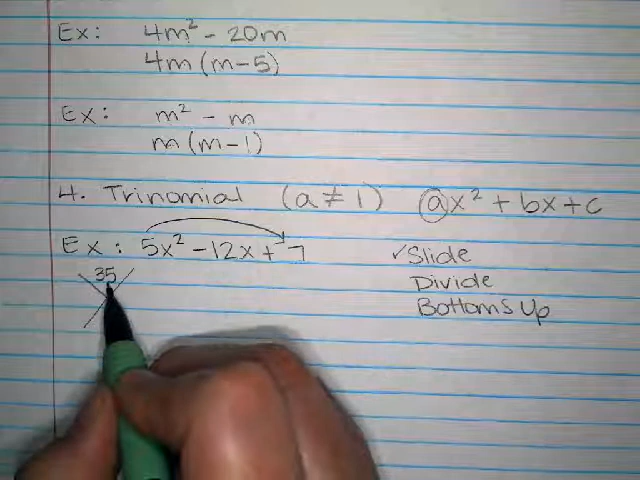 Ex: 4m² - 20m
4m (m-5)
Ex: m² - m
m (m-1)
4. Trinomial (a ≠ 1) ax² + bx + c
Ex: 5x² - 12x + 7
✓Slide
35
Divide
Bottoms Up